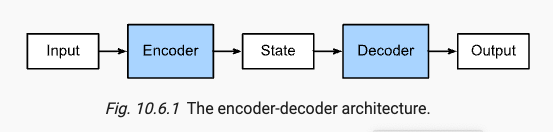 Input Encoder State Decoder Output
Fig. 10.6.1 The encoder-decoder architecture.